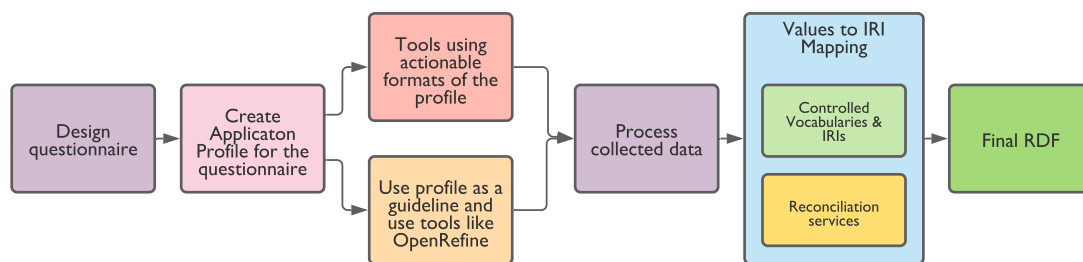 Design
questionnaire
Create
Applicaton
Profile for the
questionnaire
Tools using
actionable
formats of the
profile
Use profile as a
guideline and
use tools like
OpenRefine
Process
collected data
Values to IRI
Mapping
Controlled
Vocabularies &
IRIs
Reconciliation
services
Final RDF